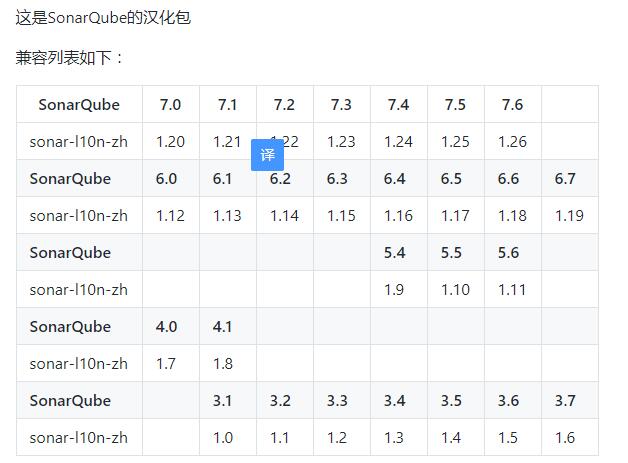 这是SonarQube的汉化包
兼容列表如下：
SonarQube 7.0 7.1 7.2 7.3 7.4 7.5 7.6
sonar-l10n-zh 1.20 1.21 1.22 1.23 1.24 1.25 1.26
译
SonarQube 6.0 6.1 6.2 6.3 6.4 6.5 6.6 6.7
sonar-l10n-zh 1.12 1.13 1.14 1.15 1.16 1.17 1.18 1.19
SonarQube 5.4 5.5 5.6
sonar-l10n-zh 1.9 1.10 1.11
SonarQube 4.0 4.1
sonar-l10n-zh 1.7 1.8
SonarQube 3.1 3.2 3.3 3.4 3.5 3.6 3.7
sonar-l10n-zh 1.0 1.1 1.2 1.3 1.4 1.5 1.6